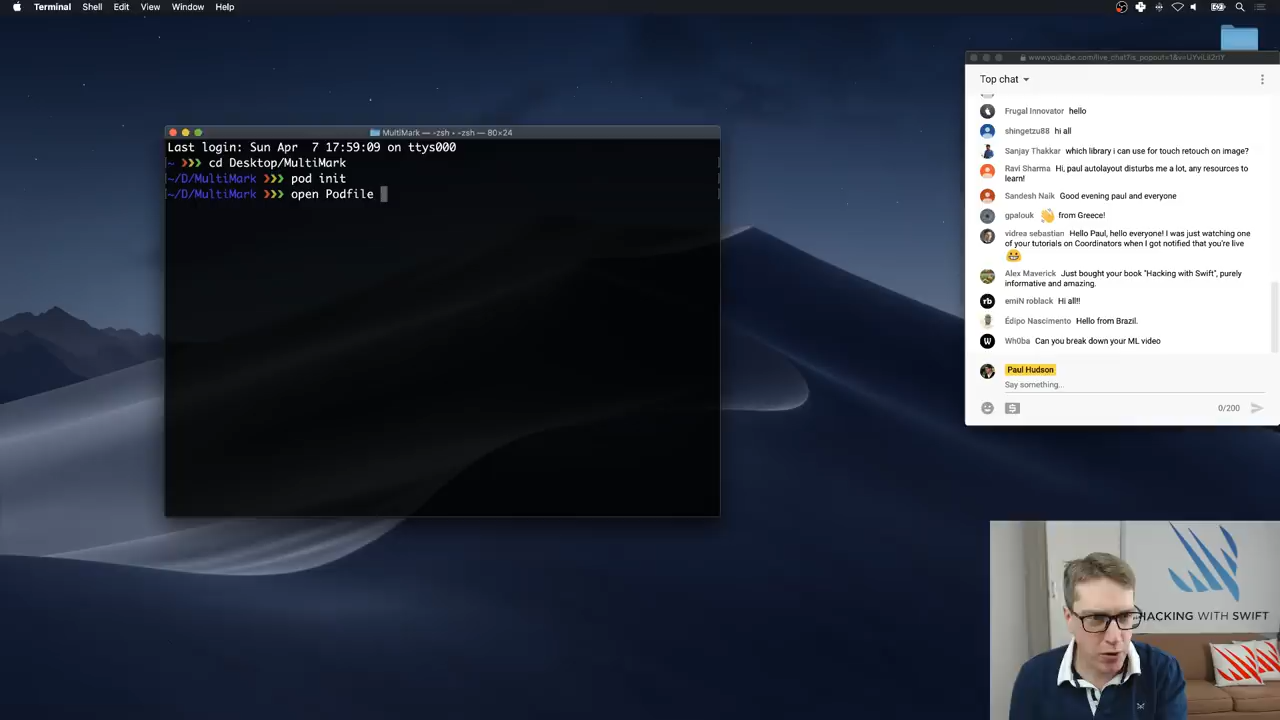 Terminal Shell Edit View Window Help
MultiMark — -zsh • -zsh — 80×24
Last login: Sun Apr  7 17:59:09 on ttys000
~ ❯❯❯ cd Desktop/MultiMark
~/D/MultiMark ❯❯❯ pod init
~/D/MultiMark ❯❯❯ open Podfile
Top chat
Frugal Innovator hello
shingetzu88 hi all
Sanjay Thakkar which library i can use for touch retouch on image?
Ravi Sharma Hi, paul autolayout disturbs me a lot, any resources to
learn!
Sandesh Naik Good evening paul and everyone
gpalouk 👋 from Greece!
vidrea sebastian Hello Paul, hello everyone! I was just watching one
of your tutorials on Coordinators when I got notified that you're live
😀
Alex Maverick Just bought your book "Hacking with Swift", purely
informative and amazing.
emiN roblack Hi all!!
Édipo Nascimento Hello from Brazil.
Wh0ba Can you break down your ML video
Paul Hudson
Say something...
0/200
HACKING WITH SWIFT